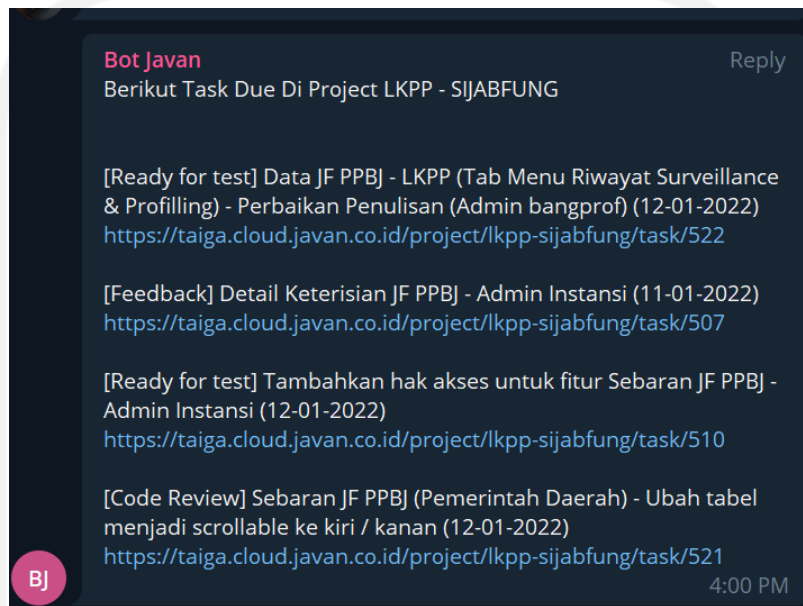 Bot Javan
Reply
Berikut Task Due Di Project LKPP - SIJABFUNG
[Ready for test] Data JF PPBJ - LKPP (Tab Menu Riwayat Surveillance
& Profilling) - Perbaikan Penulisan (Admin bangprof) (12-01-2022)
https://taiga.cloud.javan.co.id/project/lkpp-sijabfung/task/522
[Feedback] Detail Keterisian JF PPBJ - Admin Instansi (11-01-2022)
https://taiga.cloud.javan.co.id/project/lkpp-sijabfung/task/507
[Ready for test] Tambahkan hak akses untuk fitur Sebaran JF PPBJ -
Admin Instansi (12-01-2022)
https://taiga.cloud.javan.co.id/project/lkpp-sijabfung/task/510
[Code Review] Sebaran JF PPBJ (Pemerintah Daerah) - Ubah tabel
menjadi scrollable ke kiri / kanan (12-01-2022)
https://taiga.cloud.javan.co.id/project/lkpp-sijabfung/task/521
BJ
4:00 PM